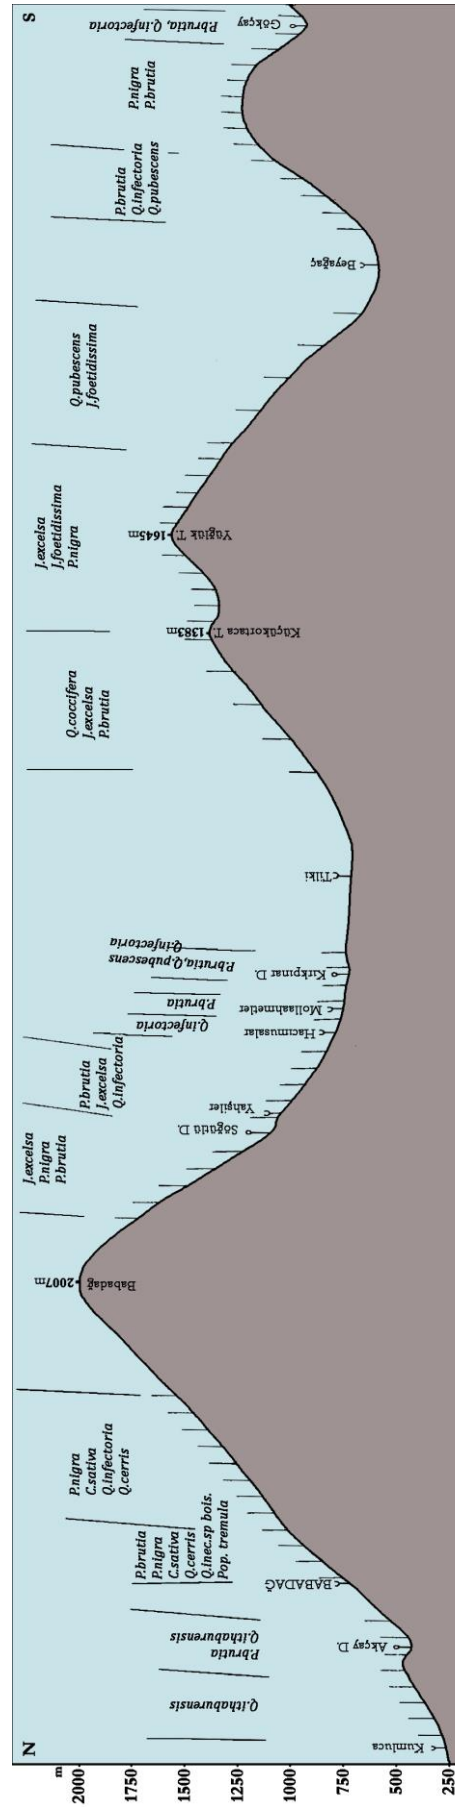 N
S
m
2000
1750
1500
1250
1000
750
500
250
Kumluca
Q.ithaburensis
Akçay D.
P.brutia
Q.ithaburensis
BABADAĞ
P.brutia
P.nigra
C.sativa
Q.cerris
Q.inec.sp bois.
Pop. tremula
P.nigra
C.sativa
Q.infectoria
Q.cerris
2007m
Babadağ
J.excelsa
P.nigra
P.brutia
D.
Yahşiler
P.brutia
J.excelsa
Q.infectoria
Hacımusalar
Q.infectoria
Mollaahmetler
P.brutia
Kırkpınar D.
P.brutia,Q.pubescens
Q.infectoria
Tilki
Q.coccifera
J.excelsa
P.brutia
1383m
Küçükortaca T.
J.excelsa
J.foetidissima
P.nigra
1645m
T.
Q.pubescens
J.foetidissima
Beyağaç
P.brutia
Q.infectoria
Q.pubescens
P.nigra
P.brutia
P.brutia, Q.infectoria
Gökçay